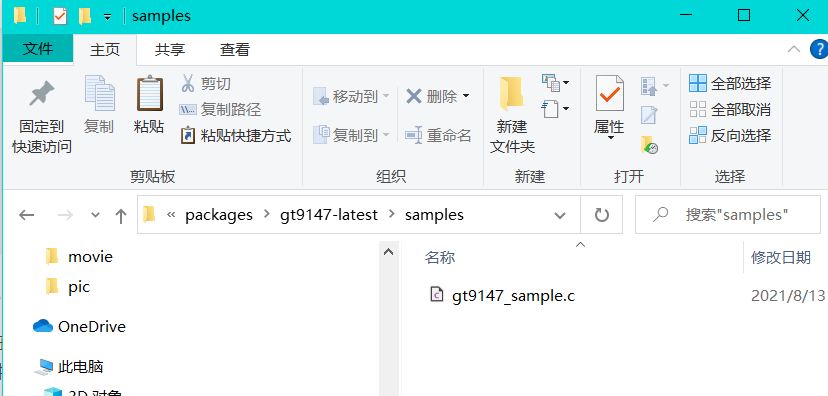 samples
文件 主页 共享 查看
固定到
快速访问
复制
粘贴
剪切
复制路径
粘贴快捷方式
剪贴板
移动到
复制到
删除
重命名
组织
新建
文件夹
新建
属性
打开
全部选择
全部取消
反向选择
选择
« packages > gt9147-latest > samples
搜索"samples"
movie
pic
OneDrive
此电脑
3D 对象
名称 修改日期
gt9147_sample.c 2021/8/13